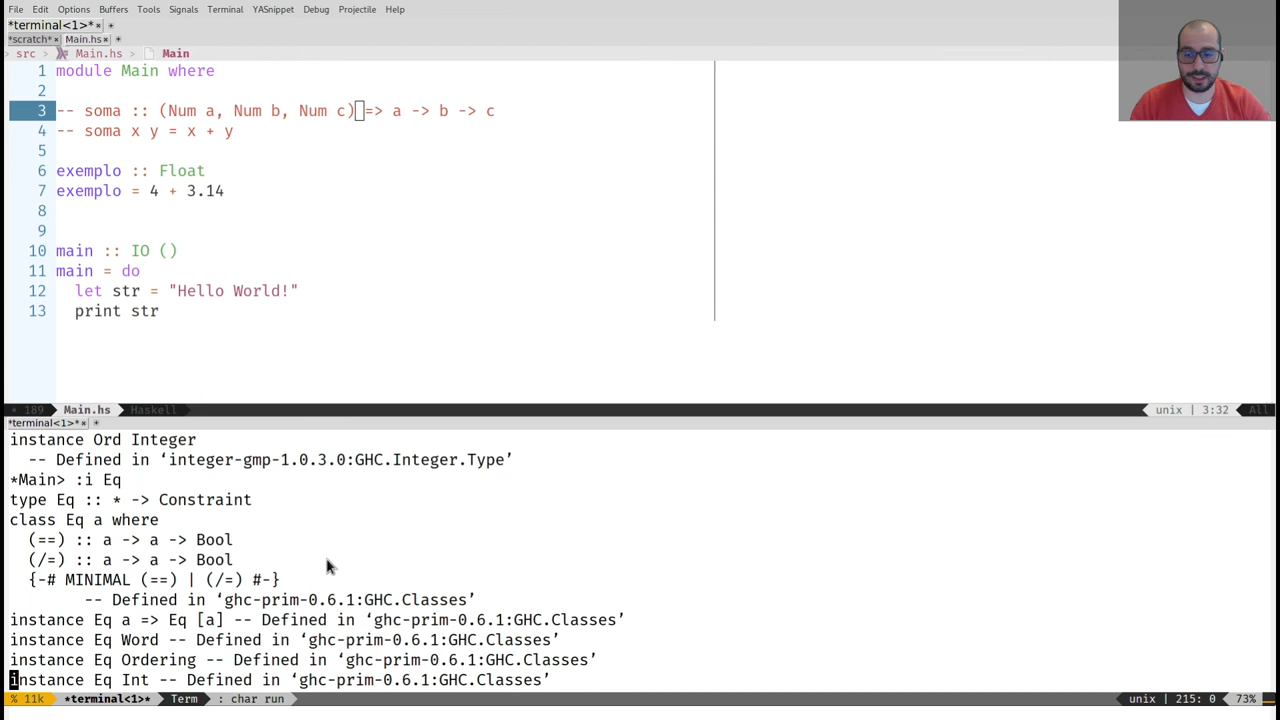 File Edit Options Buffers Tools Signals Terminal YASnippet Debug Projectile Help
*terminal<1>*× +
*scratch*× Main.hs× +
src > Main.hs > Main
1 module Main where
2
3 -- soma :: (Num a, Num b, Num c) => a -> b -> c
4 -- soma x y = x + y
5
6 exemplo :: Float
7 exemplo = 4 + 3.14
8
9
10 main :: IO ()
11 main = do
12 let str = "Hello World!"
13 print str
189 Main.hs Haskell unix | 3:32 All
*terminal<1>*× +
instance Ord Integer
-- Defined in ‘integer-gmp-1.0.3.0:GHC.Integer.Type’
*Main> :i Eq
type Eq :: * -> Constraint
class Eq a where
(==) :: a -> a -> Bool
(/=) :: a -> a -> Bool
{-# MINIMAL (==) | (/=) #-}
-- Defined in ‘ghc-prim-0.6.1:GHC.Classes’
instance Eq a => Eq [a] -- Defined in ‘ghc-prim-0.6.1:GHC.Classes’
instance Eq Word -- Defined in ‘ghc-prim-0.6.1:GHC.Classes’
instance Eq Ordering -- Defined in ‘ghc-prim-0.6.1:GHC.Classes’
instance Eq Int -- Defined in ‘ghc-prim-0.6.1:GHC.Classes’
% 11k *terminal<1>* Term : char run unix | 215: 0 73%